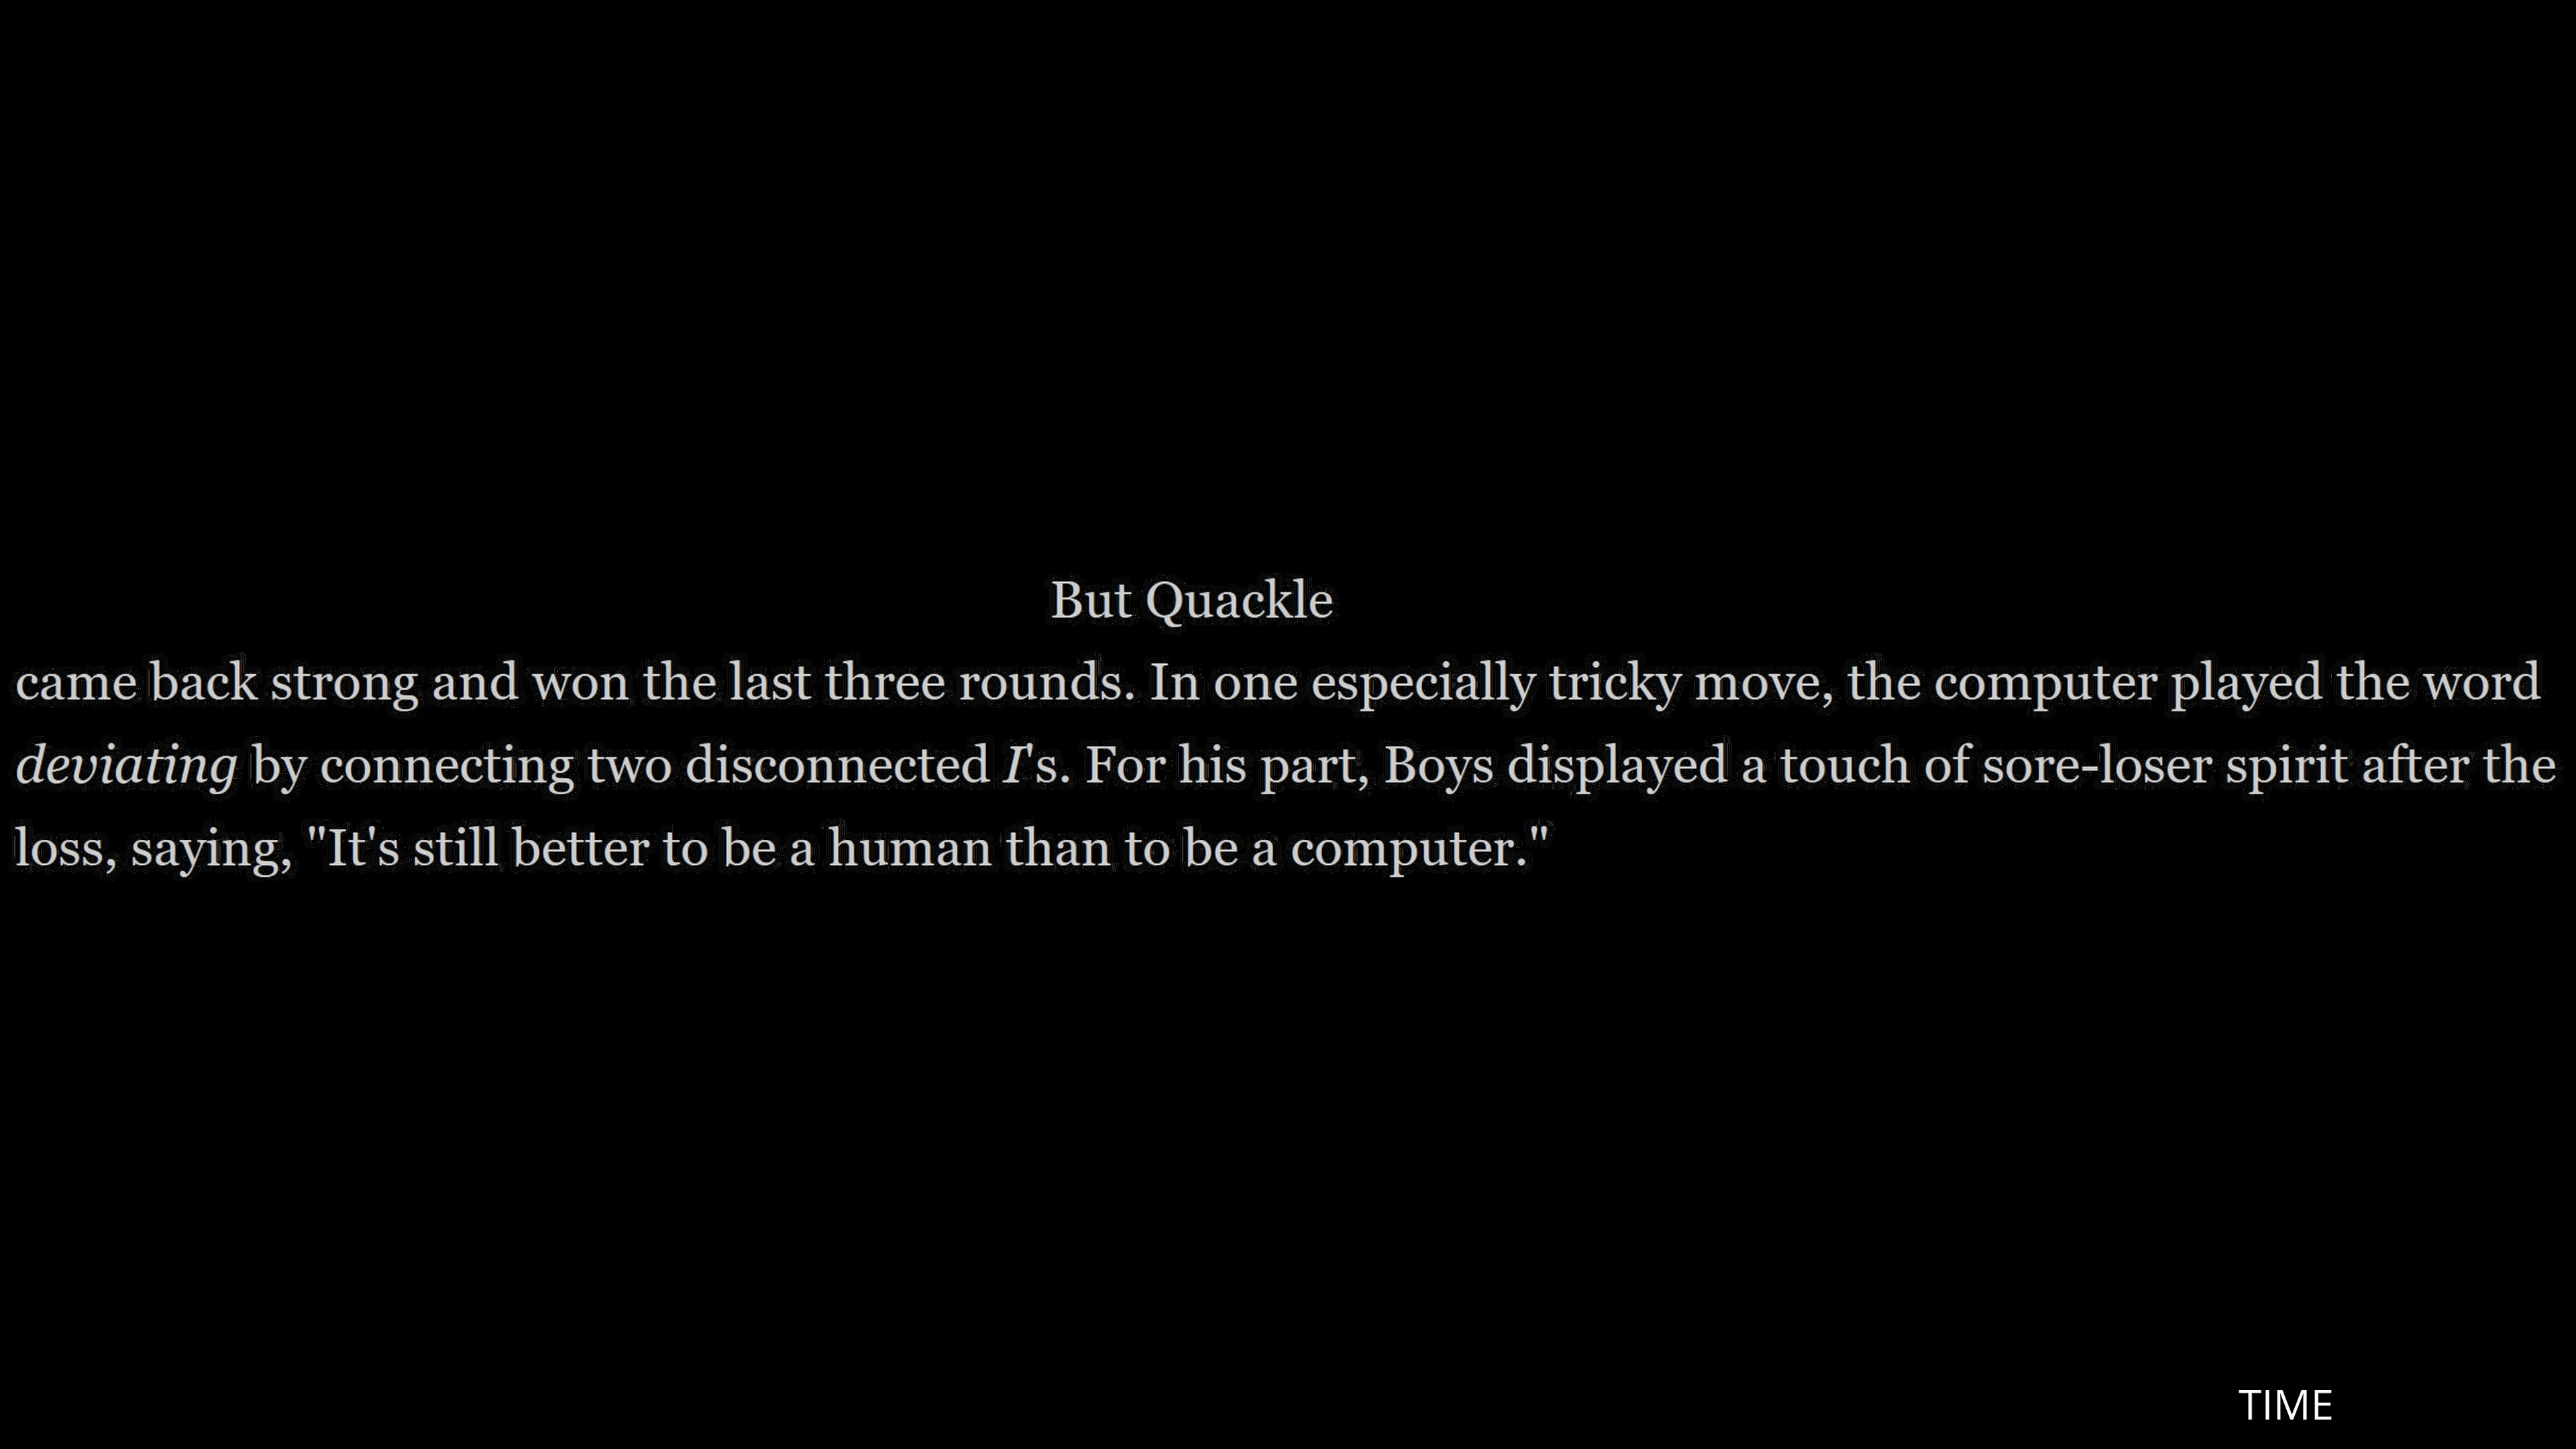 But Quackle
came back strong and won the last three rounds. In one especially tricky move, the computer played the word
deviating by connecting two disconnected I's. For his part, Boys displayed a touch of sore-loser spirit after the
loss, saying, "It's still better to be a human than to be a computer."
TIME